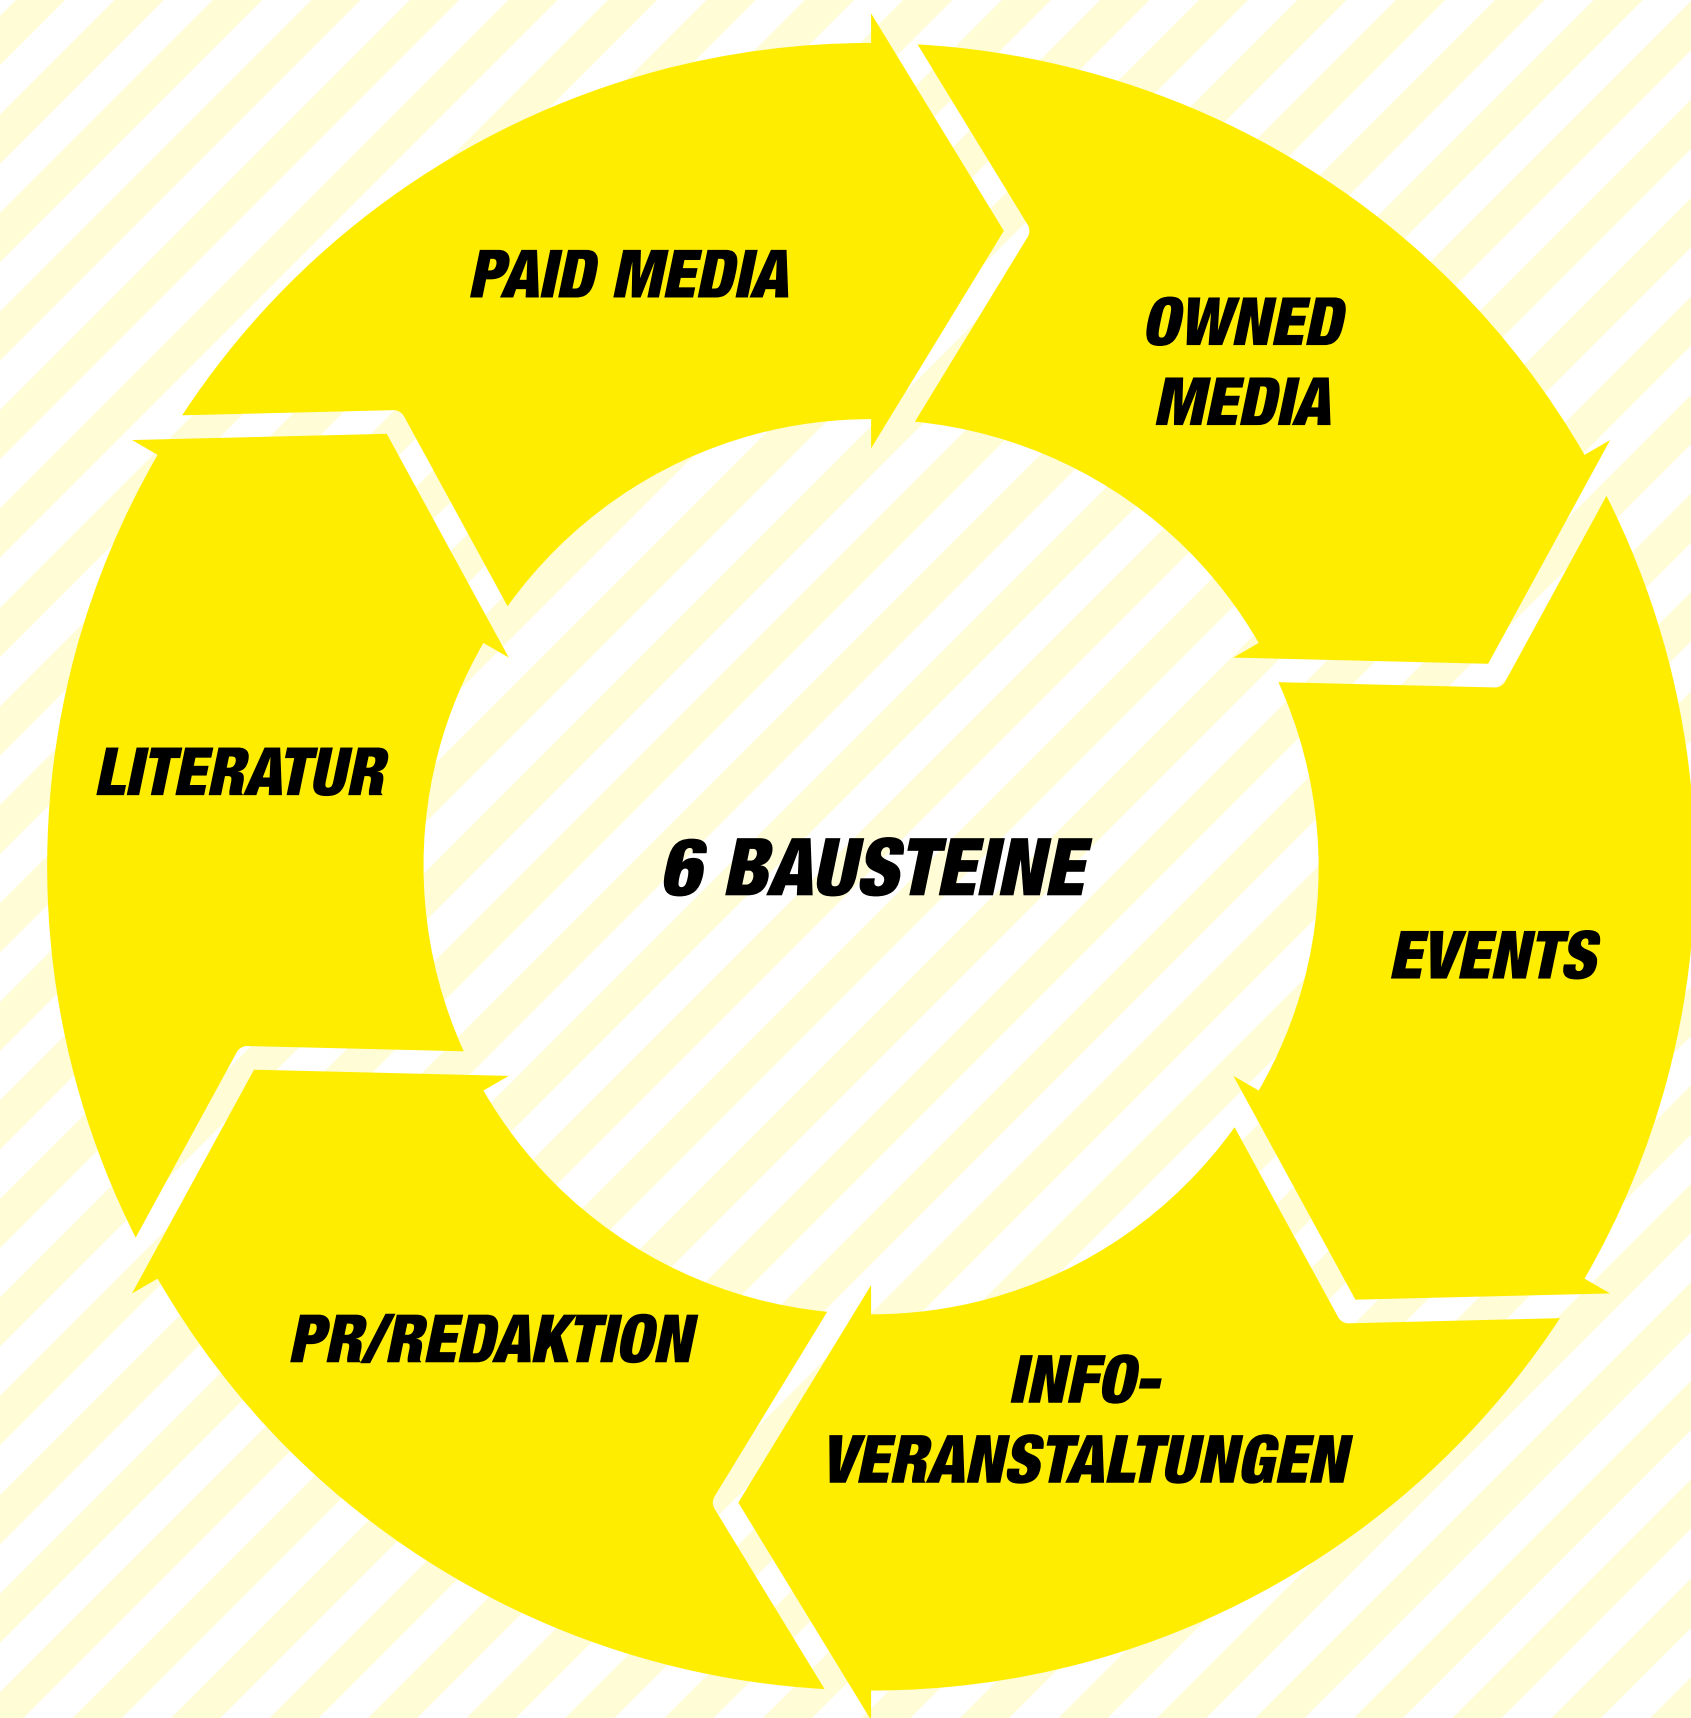 PAID MEDIA
OWNED
MEDIA
LITERATUR
6 BAUSTEINE
EVENTS
PR/REDAKTION
INFO-
VERANSTALTUNGEN